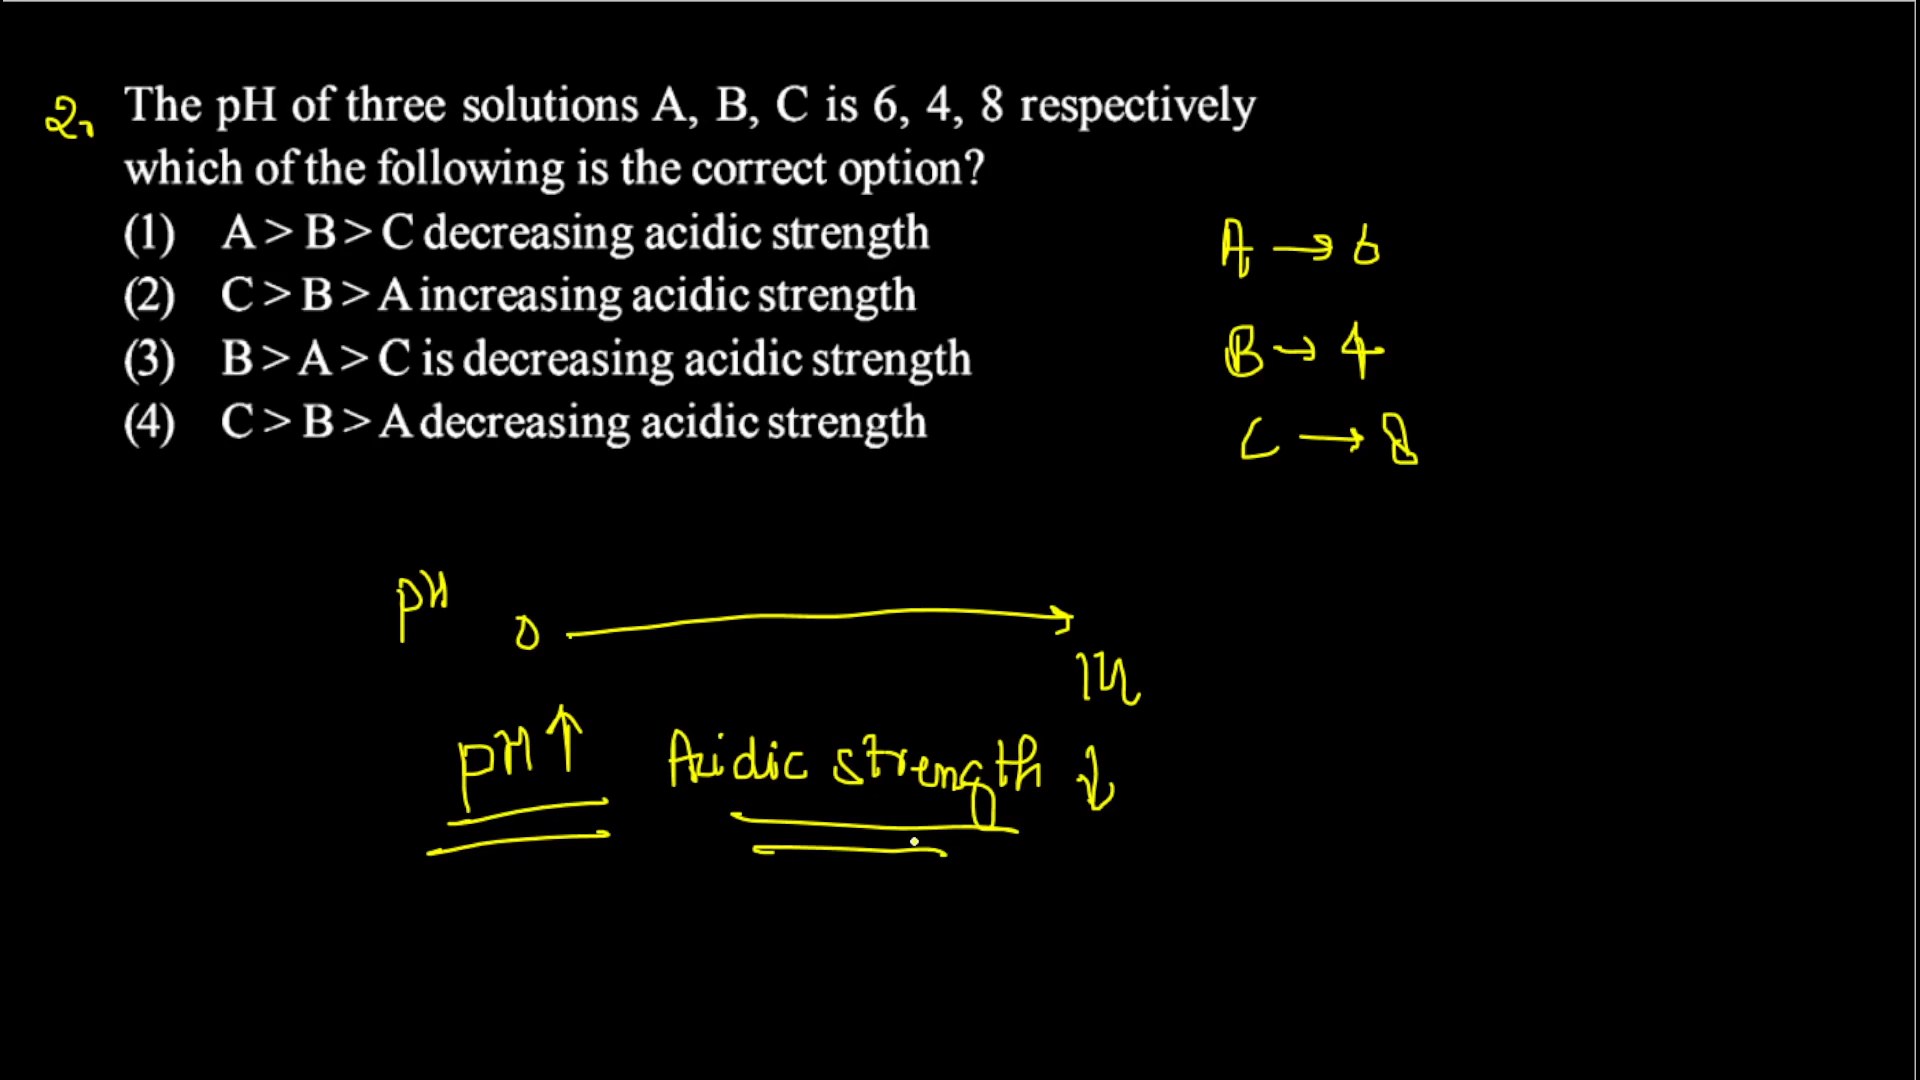 2. The pH of three solutions A, B, C is 6, 4, 8 respectively
which of the following is the correct option?
(1) A > B > C decreasing acidic strength
(2) C > B > A increasing acidic strength
(3) B > A > C is decreasing acidic strength
(4) C > B > A decreasing acidic strength
A → 6
B → 4
C → 8
pH 0 → 14
pH ↑ Acidic strength ↓